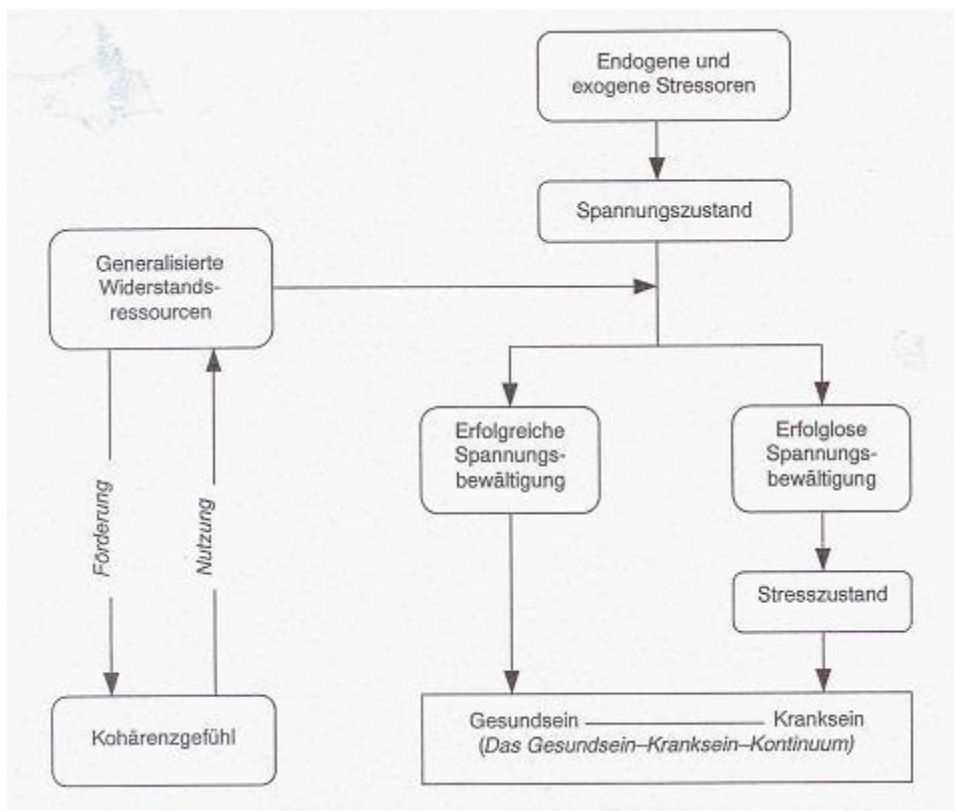 Endogene und
exogene Stressoren
Spannungszustand
Generalisierte
Widerstands-
ressourcen
Erfolgreiche
Spannungs-
bewältigung
Erfolglose
Spannungs-
bewältigung
Förderung
Nutzung
Stresszustand
Kohärenzgefühl
Gesundsein Kranksein
(Das Gesundsein–Kranksein–Kontinuum)